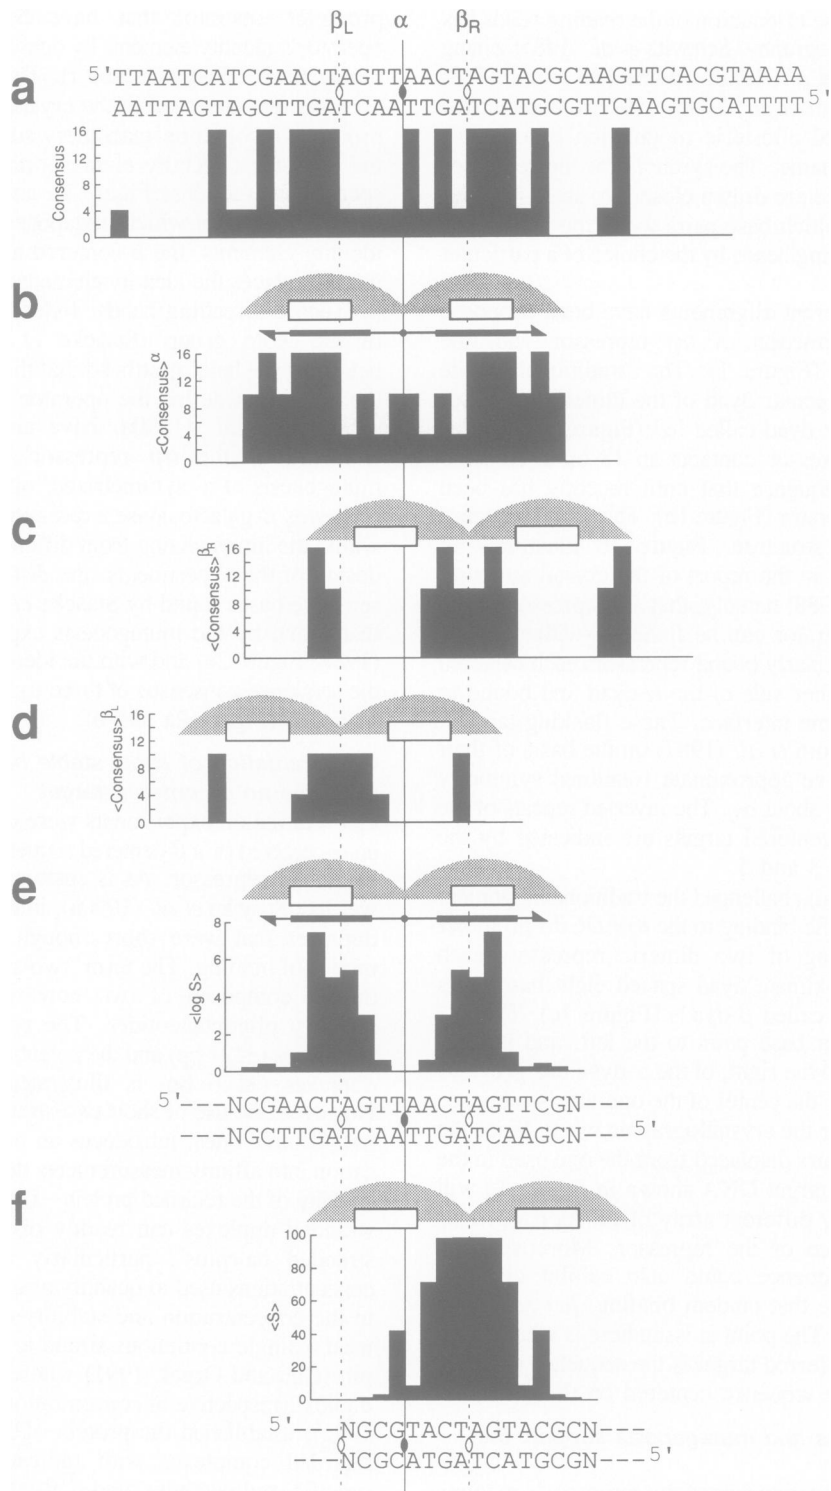 βL α βR
a
5'TTAATCATCGAACTAGTTAACTAGTACGCAAGTTCACGTAAAA
AATTAGTAGCTTGATCAATTGATCATGCGTTCAAGTGCATTTT5'
Consensus
16
12
8
4
0
b
<Consensus>α
16
12
8
4
0
c
<Consensus>βR
16
12
8
4
0
d
<Consensus>βL
16
12
8
4
0
e
<log S>
8
6
4
2
0
5'---NCGAACTAGTTAACTAGTTCGN----
----NGCTTGATCAATTGATCAAGCN---5'
f
<S>
100
80
60
40
20
0
5'---NGCGTACTAGTACGCN---
---NCGCATGATCATGCGN---5'